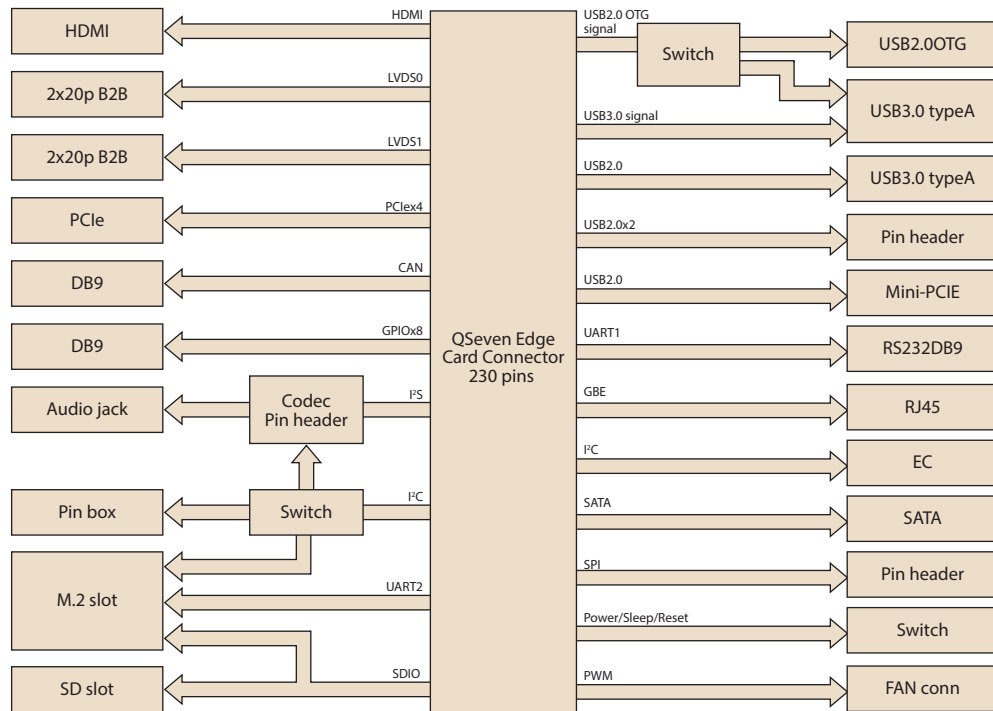 HDMI
HDMI
2x20p B2B
LVDS0
2x20p B2B
LVDS1
PCIe
PCIex4
DB9
CAN
DB9
GPIOx8
Audio jack
Codec
Pin header
I²S
Pin box
Switch
I²C
M.2 slot
UART2
SD slot
SDIO
QSeven Edge
Card Connector
230 pins
USB2.0 OTG
signal
Switch
USB2.0OTG
USB3.0 signal
USB3.0 typeA
USB2.0
USB3.0 typeA
USB2.0x2
Pin header
USB2.0
Mini-PCIE
UART1
RS232DB9
GBE
RJ45
I²C
EC
SATA
SATA
SPI
Pin header
Power/Sleep/Reset
Switch
PWM
FAN conn